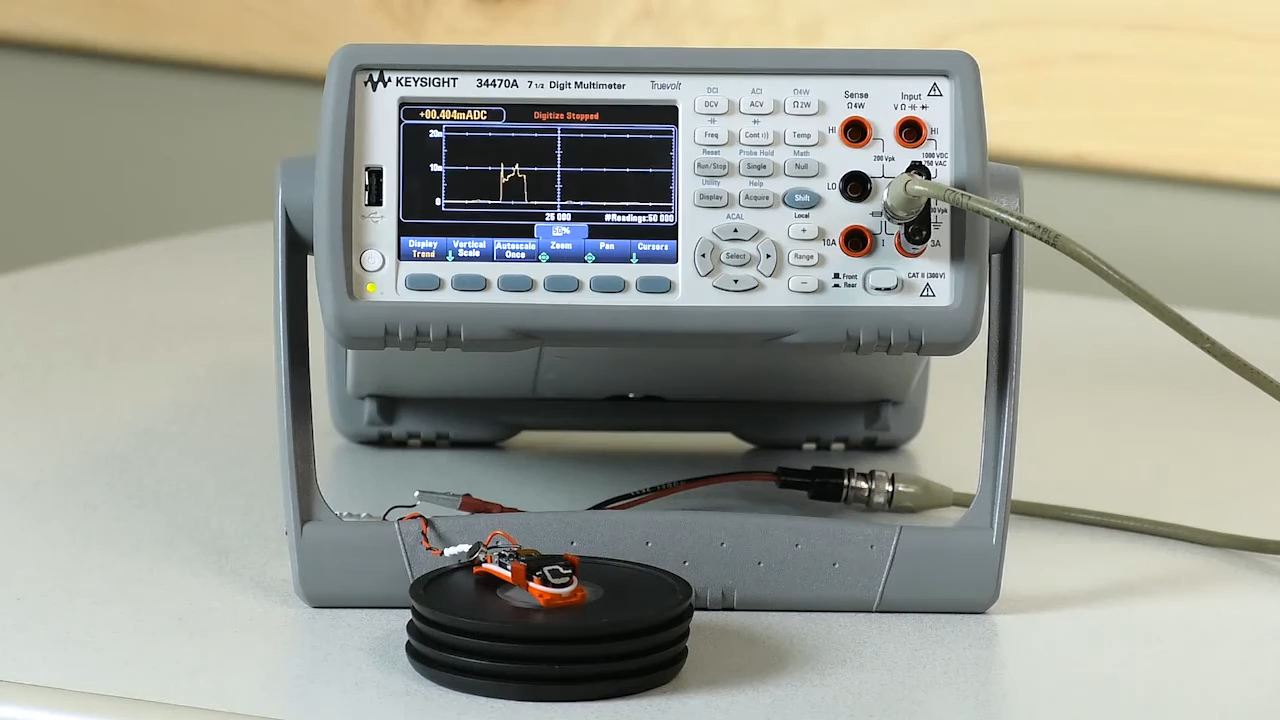 KEYSIGHT 34470A 7 1/2 Digit Multimeter Truevolt
+00.404mADC
Digitize Stopped
20m
10m
0
25 000
#Readings:50 000
50%
Display
Trend
Vertical
Scale
Autoscale
Once
Zoom
Pan
Cursors
DCI ACI Ω4W
DCV ACV Ω2W
Freq Cont Temp
Reset Probe Hold Math
Run/Stop Single Null
Utility Help
Display Acquire Shift
ACAL Local
+
Select
Range
−
Sense
Ω4W
Input
V Ω
HI
HI
200 Vpk
1000 VDC
750 VAC
LO
10A
I
3A
Front
Rear
CAT II (300V)
CABLE